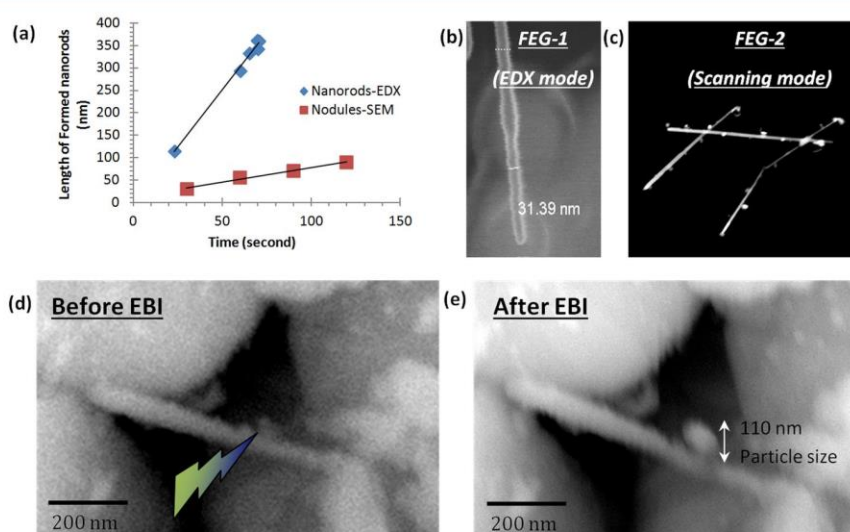 (a)
400
350
300
250
200
150
100
50
0
Length of Formed nanorods
(nm)
Nanorods-EDX
Nodules-SEM
0
50
100
150
Time (second)
(b)
FEG-1
(EDX mode)
31.39 nm
(c)
FEG-2
(Scanning mode)
(d)
Before EBI
200 nm
(e)
After EBI
110 nm
Particle size
200 nm